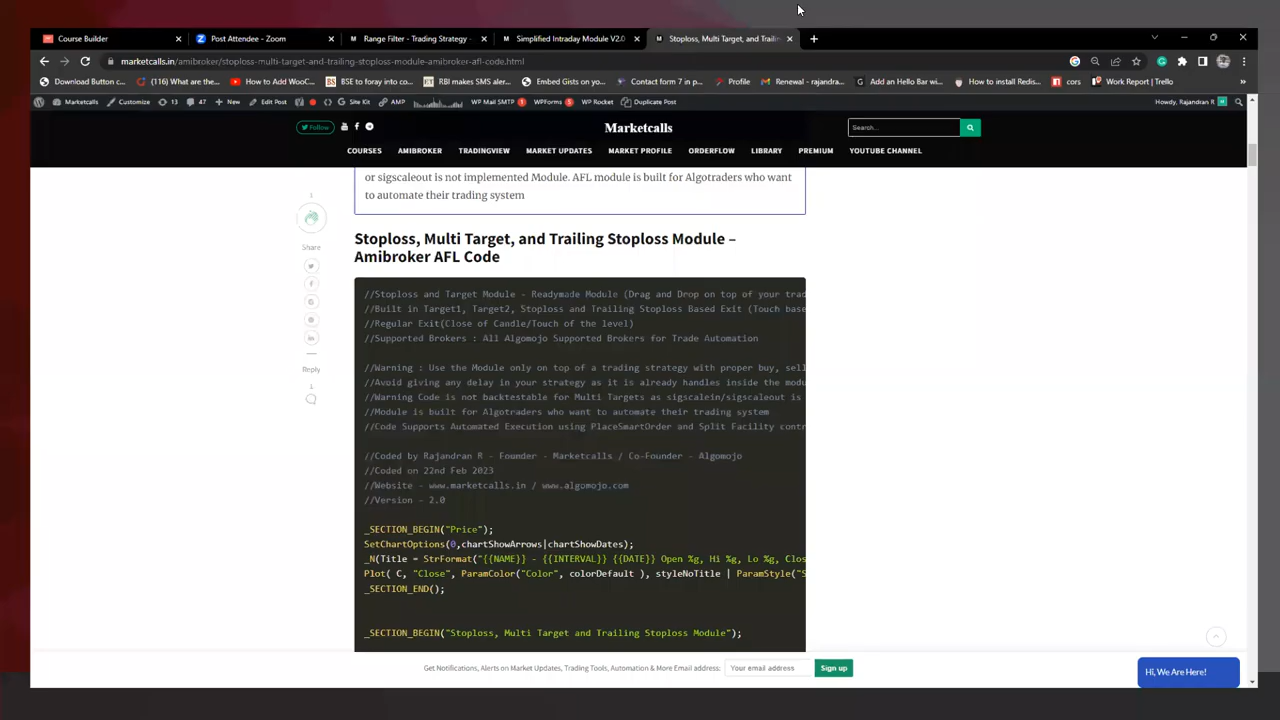 Course Builder
Post Attendee - Zoom
Range Filter - Trading Strategy -
Simplified Intraday Module V2.0
Stoploss, Multi Target, and Trailin
marketcalls.in/amibroker/stoploss-multi-target-and-trailing-stoploss-module-amibroker-afl-code.html
Download Button c...
(116) What are the...
How to Add WooC...
BSE to foray into co...
RBI makes SMS aler...
Embed Gists on you...
Contact form 7 in p...
Profile
Renewal - rajandra...
Add an Hello Bar wi...
How to install Redis...
cors
Work Report | Trello
Marketcalls
Customize
13
47
New
Edit Post
Site Kit
AMP
WP Mail SMTP 1
WPForms 5
WP Rocket
Duplicate Post
Howdy, Rajandran R
Follow
Marketcalls
Search...
COURSES AMIBROKER TRADINGVIEW MARKET UPDATES MARKET PROFILE ORDERFLOW LIBRARY PREMIUM YOUTUBE CHANNEL
or sigscaleout is not implemented Module. AFL module is built for Algotraders who want
to automate their trading system
1
Share
Reply
1
Stoploss, Multi Target, and Trailing Stoploss Module –
Amibroker AFL Code
//Stoploss and Target Module - Readymade Module (Drag and Drop on top of your trad
//Built in Target1, Target2, Stoploss and Trailing Stoploss Based Exit (Touch base
//Regular Exit(Close of Candle/Touch of the level)
//Supported Brokers : All Algomojo Supported Brokers for Trade Automation
//Warning : Use the Module only on top of a trading strategy with proper buy, sell
//Avoid giving any delay in your strategy as it is already handles inside the modu
//Warning Code is not backtestable for Multi Targets as sigscalein/sigscaleout is
//Module is built for Algotraders who want to automate their trading system
//Code Supports Automated Execution using PlaceSmartOrder and Split Facility contr
//Coded by Rajandran R - Founder - Marketcalls / Co-Founder - Algomojo
//Coded on 22nd Feb 2023
//Website - www.marketcalls.in / www.algomojo.com
//Version - 2.0
_SECTION_BEGIN("Price");
SetChartOptions(0,chartShowArrows|chartShowDates);
_N(Title = StrFormat("{{NAME}} - {{INTERVAL}} {{DATE}} Open %g, Hi %g, Lo %g, Clos
Plot( C, "Close", ParamColor("Color", colorDefault ), styleNoTitle | ParamStyle("S
_SECTION_END();
_SECTION_BEGIN("Stoploss, Multi Target and Trailing Stoploss Module");
Get Notifications, Alerts on Market Updates, Trading Tools, Automation & More Email address:
Your email address
Sign up
Hi, We Are Here!